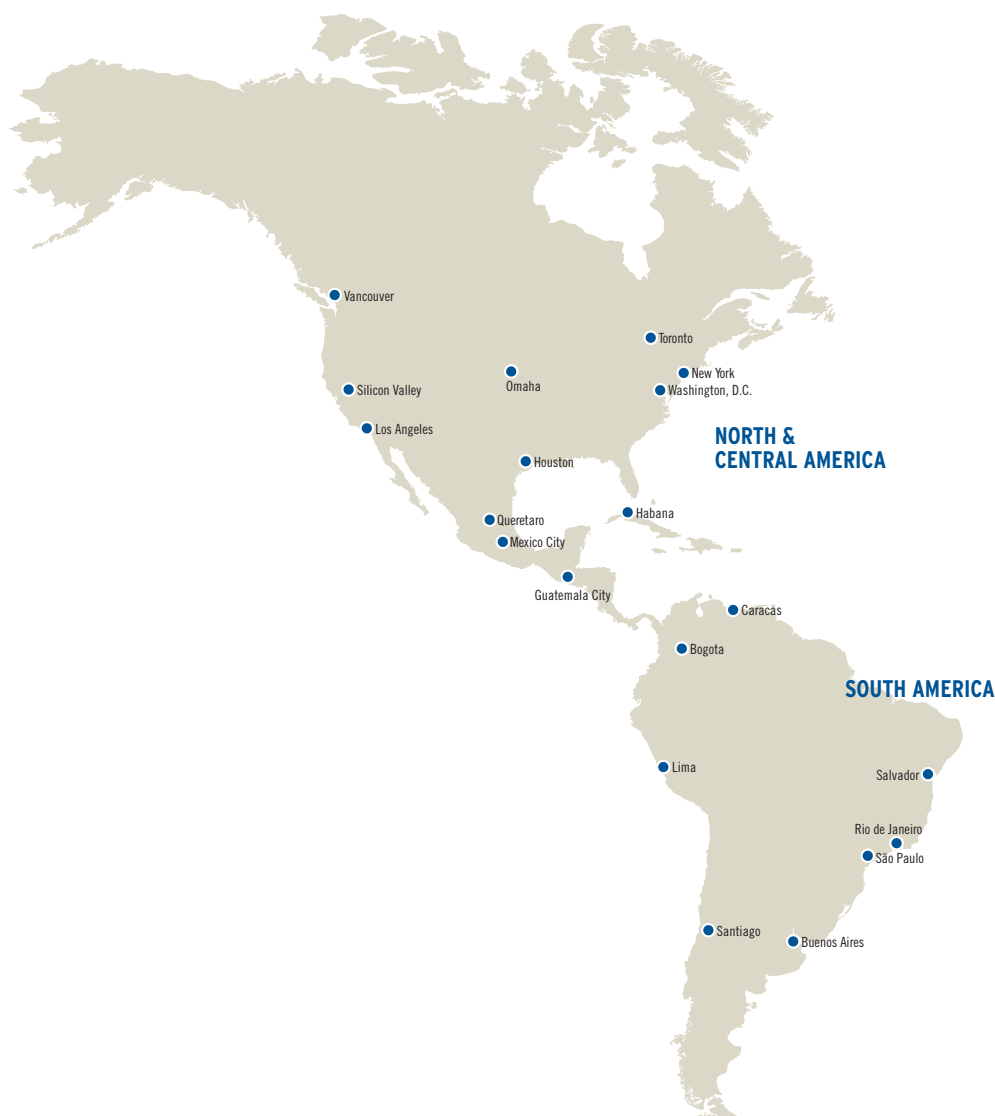 Vancouver
Toronto
New York
Omaha
Silicon Valley
Washington, D.C.
Los Angeles
NORTH &
CENTRAL AMERICA
Houston
Habana
Queretaro
Mexico City
Guatemala City
Caracas
Bogota
SOUTH AMERICA
Lima
Salvador
Rio de Janeiro
São Paulo
Santiago
Buenos Aires